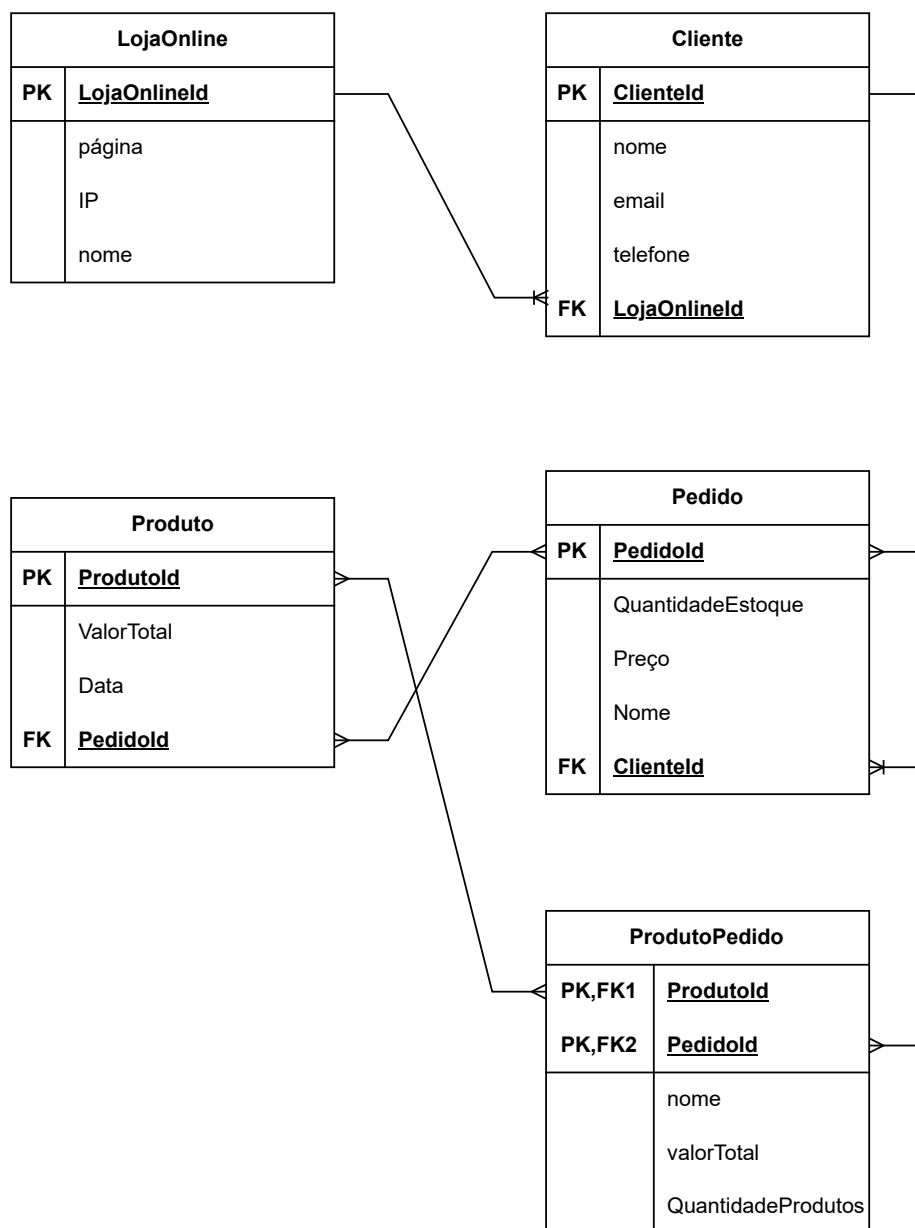 LojaOnline
PK LojaOnlineId
página
IP
nome
Cliente
PK ClienteId
nome
email
telefone
FK LojaOnlineId
Produto
PK ProdutoId
ValorTotal
Data
FK PedidoId
Pedido
PK PedidoId
QuantidadeEstoque
Preço
Nome
FK ClienteId
ProdutoPedido
PK,FK1 ProdutoId
PK,FK2 PedidoId
nome
valorTotal
QuantidadeProdutos